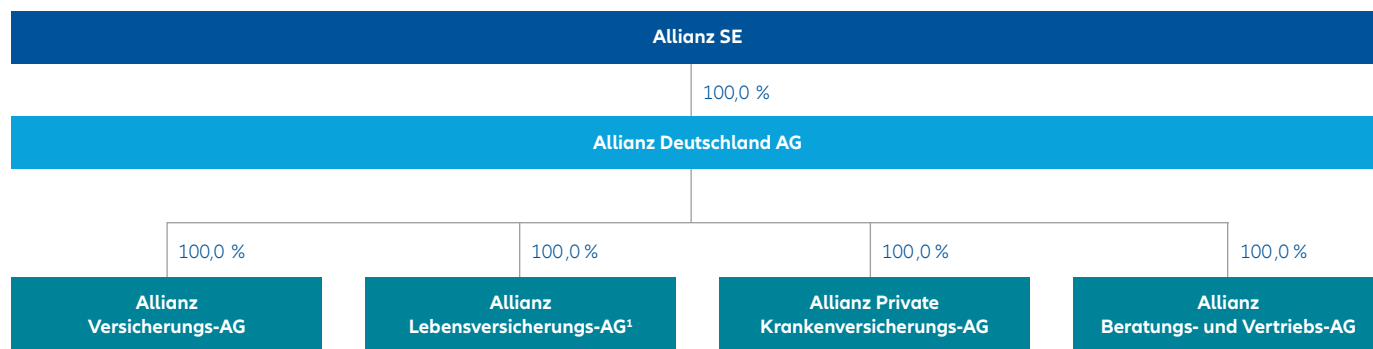 Allianz SE
100,0 %
Allianz Deutschland AG
100,0 %
100,0 %
100,0 %
100,0 %
Allianz
Versicherungs-AG
Allianz
Lebensversicherungs-AG¹
Allianz Private
Krankenversicherungs-AG
Allianz
Beratungs- und Vertriebs-AG